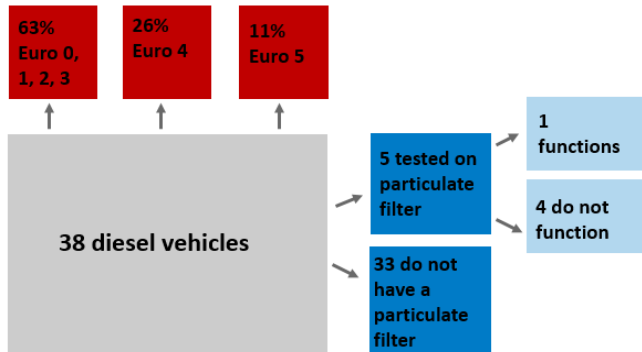 63%
Euro 0,
1, 2, 3
26%
Euro 4
11%
Euro 5
38 diesel vehicles
5 tested on
particulate
filter
33 do not
have a
particulate
filter
1
functions
4 do not
function